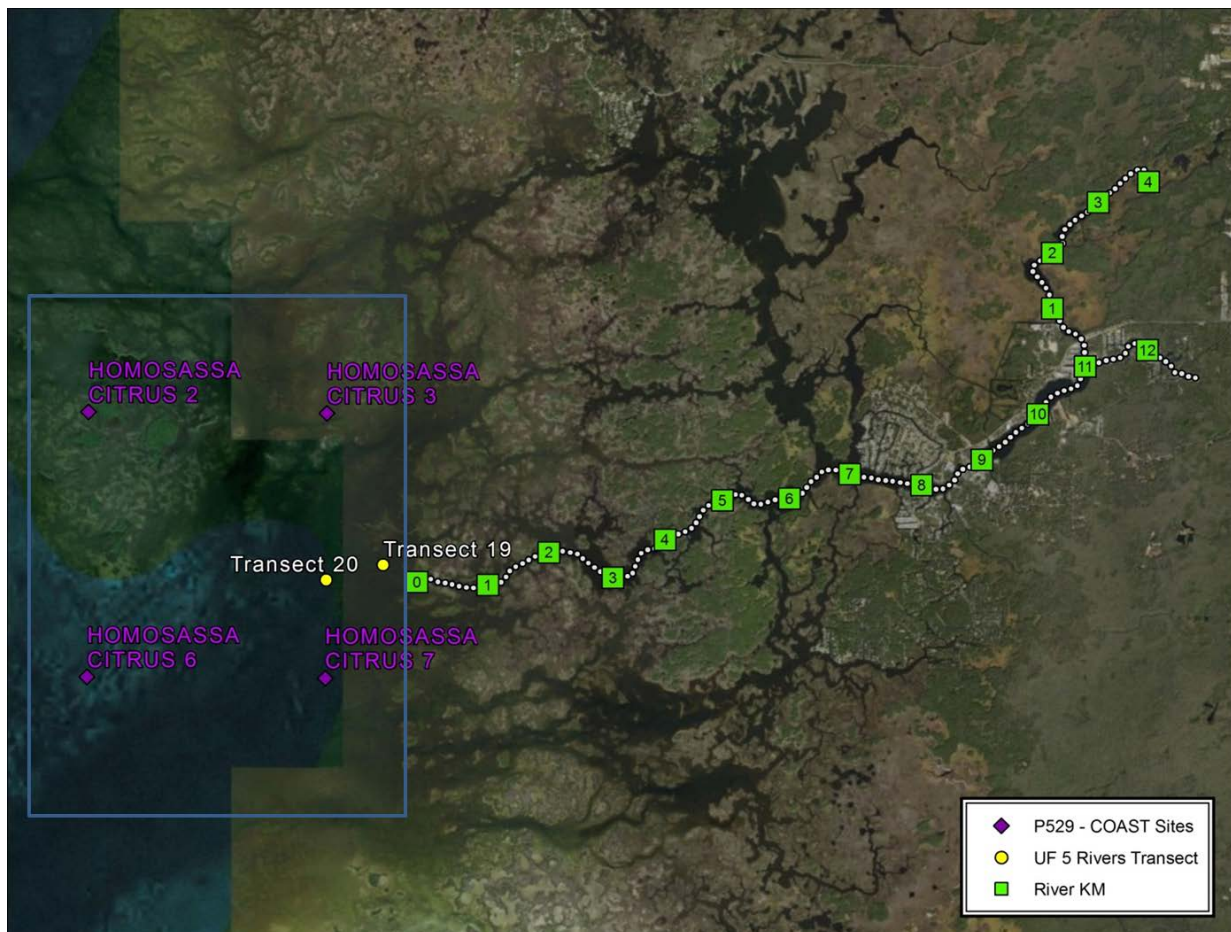 4
3
2
1
12
11
HOMOSASSA
CITRUS 2
HOMOSASSA
CITRUS 3
10
9
7
8
6
5
4
Transect 19
2
Transect 20
3
0
1
HOMOSASSA
CITRUS 6
HOMOSASSA
CITRUS 7
P529 - COAST Sites
UF 5 Rivers Transect
River KM